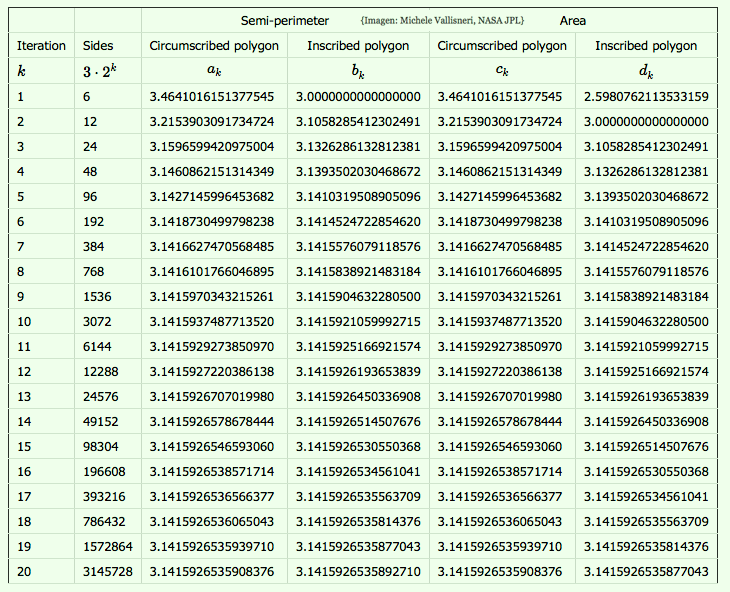 Semi-perimeter {Imagen: Michele Vallisneri, NASA JPL} Area
Iteration Sides Circumscribed polygon Inscribed polygon Circumscribed polygon Inscribed polygon
k 3·2^k a_k b_k c_k d_k
1 6 3.4641016151377545 3.0000000000000000 3.4641016151377545 2.5980762113533159
2 12 3.2153903091734724 3.1058285412302491 3.2153903091734724 3.0000000000000000
3 24 3.1596599420975004 3.1326286132812381 3.1596599420975004 3.1058285412302491
4 48 3.1460862151314349 3.1393502030468672 3.1460862151314349 3.1326286132812381
5 96 3.1427145996453682 3.1410319508905096 3.1427145996453682 3.1393502030468672
6 192 3.1418730499798238 3.1414524722854620 3.1418730499798238 3.1410319508905096
7 384 3.1416627470568485 3.1415576079118576 3.1416627470568485 3.1414524722854620
8 768 3.1416101766046895 3.1415838921483184 3.1416101766046895 3.1415576079118576
9 1536 3.1415970343215261 3.1415904632280500 3.1415970343215261 3.1415838921483184
10 3072 3.1415937487713520 3.1415921059992715 3.1415937487713520 3.1415904632280500
11 6144 3.1415929273850970 3.1415925166921574 3.1415929273850970 3.1415921059992715
12 12288 3.1415927220386138 3.1415926193653839 3.1415927220386138 3.1415925166921574
13 24576 3.1415926707019980 3.1415926450336908 3.1415926707019980 3.1415926193653839
14 49152 3.1415926578678444 3.1415926514507676 3.1415926578678444 3.1415926450336908
15 98304 3.1415926546593060 3.1415926530550368 3.1415926546593060 3.1415926514507676
16 196608 3.1415926538571714 3.1415926534561041 3.1415926538571714 3.1415926530550368
17 393216 3.1415926536566377 3.1415926535563709 3.1415926536566377 3.1415926534561041
18 786432 3.1415926536065043 3.1415926535814376 3.1415926536065043 3.1415926535563709
19 1572864 3.1415926535939710 3.1415926535877043 3.1415926535939710 3.1415926535814376
20 3145728 3.1415926535908376 3.1415926535892710 3.1415926535908376 3.1415926535877043